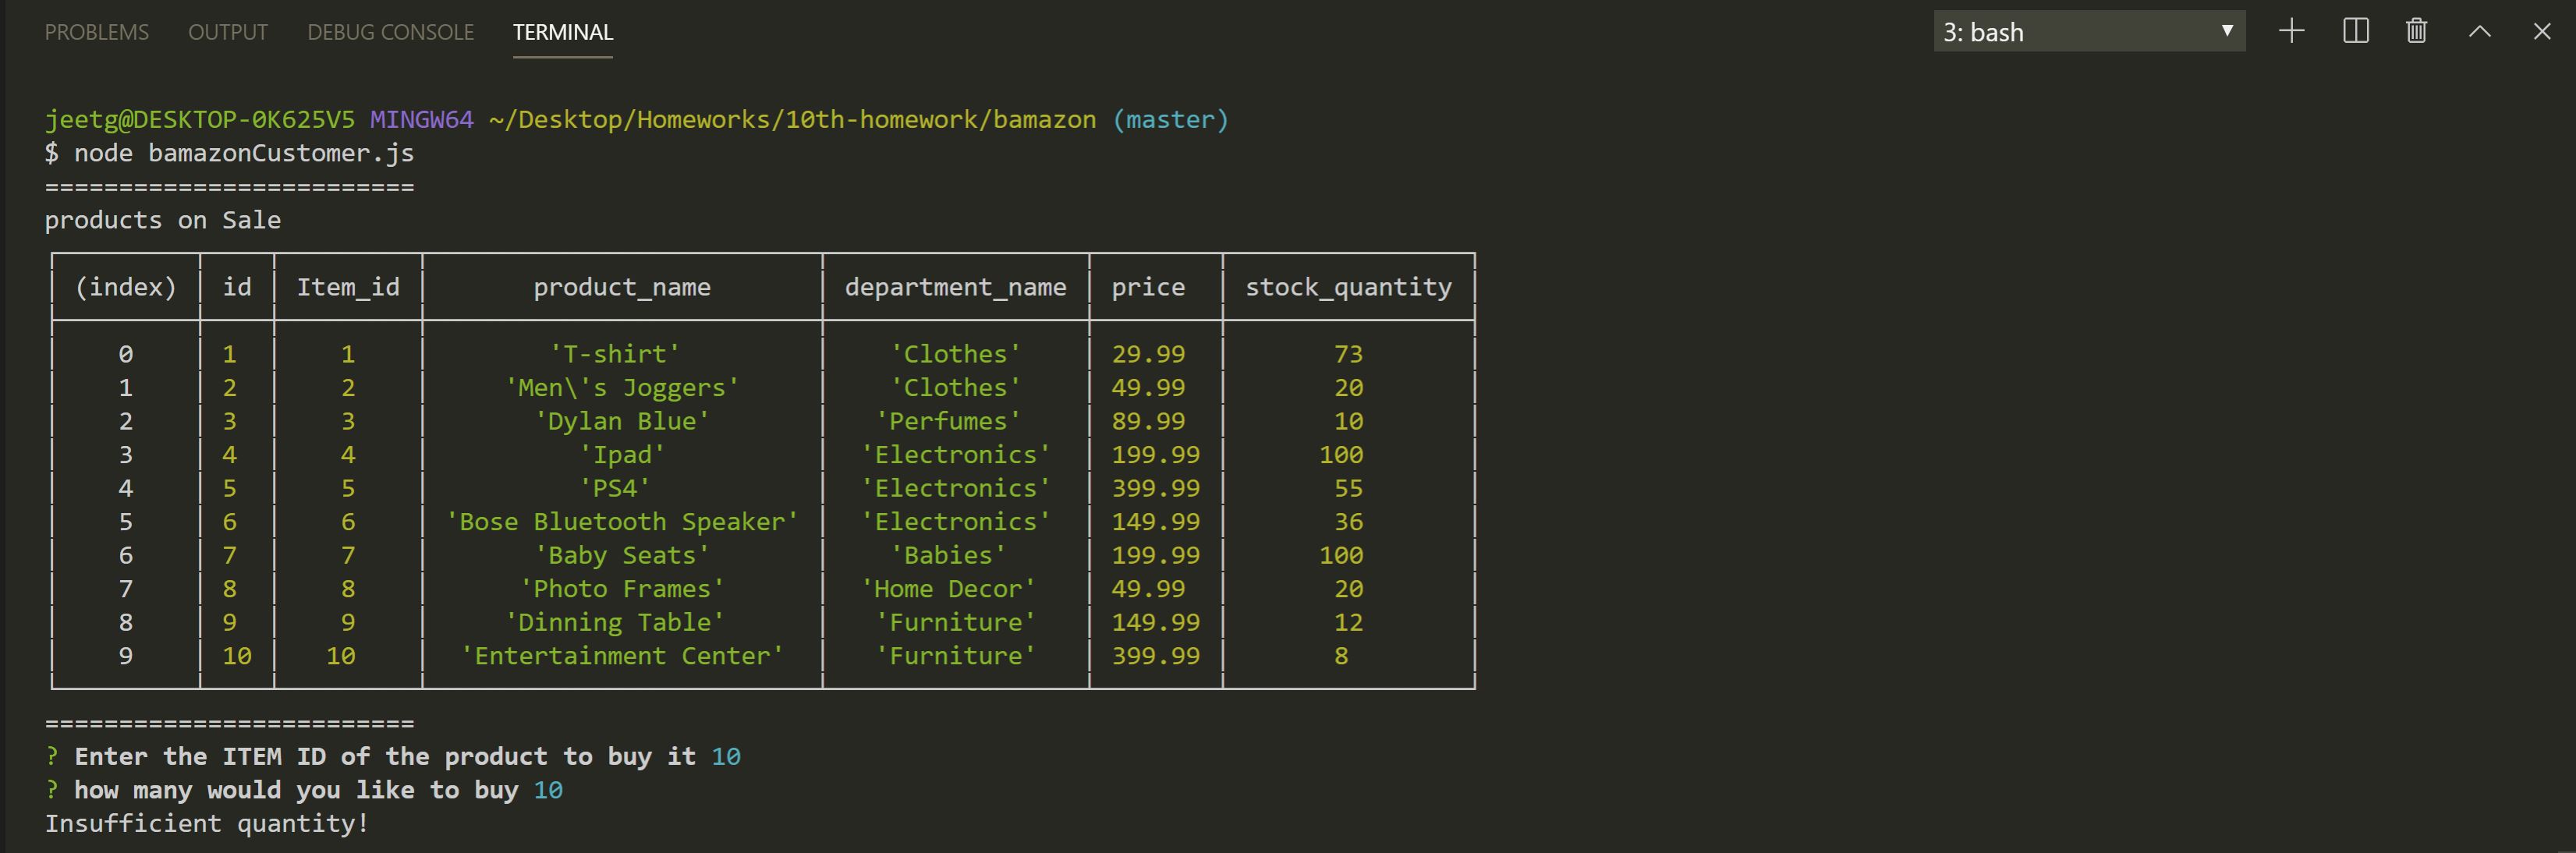 PROBLEMS OUTPUT DEBUG CONSOLE TERMINAL 3: bash
jeetg@DESKTOP-0K625V5 MINGW64 ~/Desktop/Homeworks/10th-homework/bamazon (master)
$ node bamazonCustomer.js
=========================
products on Sale
(index) id Item_id product_name department_name price stock_quantity
0 1 1 'T-shirt' 'Clothes' 29.99 73
1 2 2 'Men\'s Joggers' 'Clothes' 49.99 20
2 3 3 'Dylan Blue' 'Perfumes' 89.99 10
3 4 4 'Ipad' 'Electronics' 199.99 100
4 5 5 'PS4' 'Electronics' 399.99 55
5 6 6 'Bose Bluetooth Speaker' 'Electronics' 149.99 36
6 7 7 'Baby Seats' 'Babies' 199.99 100
7 8 8 'Photo Frames' 'Home Decor' 49.99 20
8 9 9 'Dinning Table' 'Furniture' 149.99 12
9 10 10 'Entertainment Center' 'Furniture' 399.99 8
=========================
? Enter the ITEM ID of the product to buy it 10
? how many would you like to buy 10
Insufficient quantity!